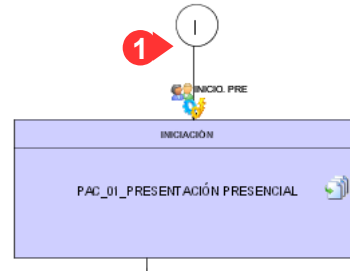 I
1
INICIO. PRE
INICIACIÓN
PAC_01_PRESENTACIÓN PRESENCIAL